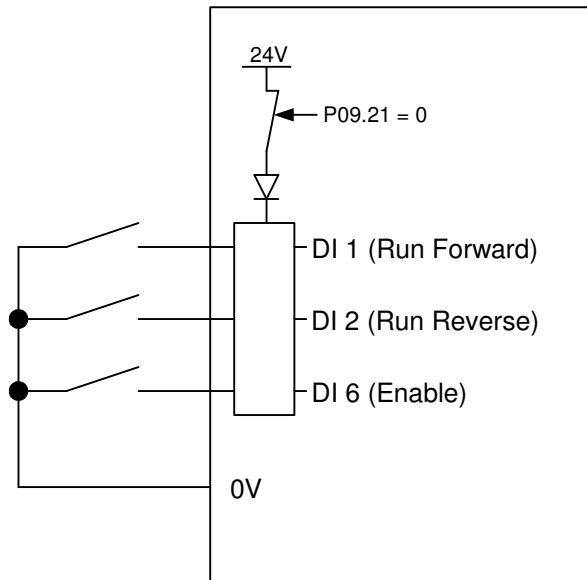 24V
P09.21 = 0
DI 1 (Run Forward)
DI 2 (Run Reverse)
DI 6 (Enable)
0V